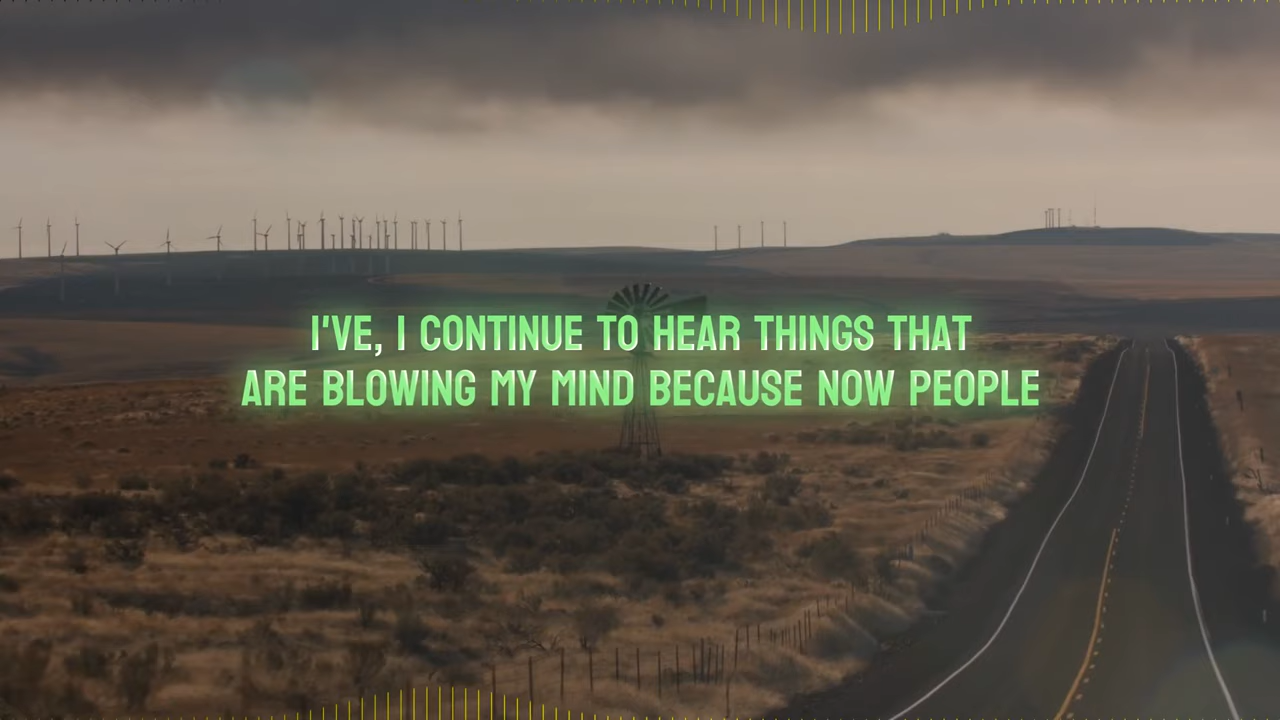 I'VE, I CONTINUE TO HEAR THINGS THAT
ARE BLOWING MY MIND BECAUSE NOW PEOPLE